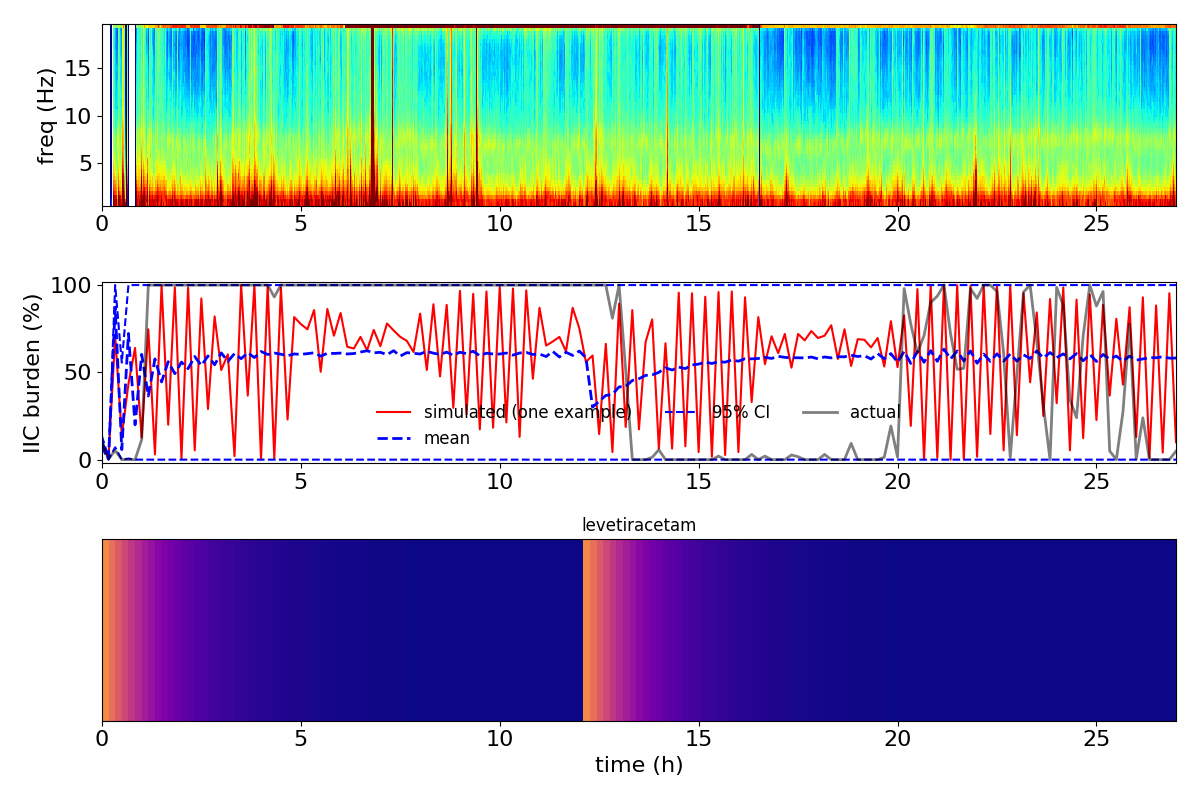 freq (Hz)
15
10
5
0 5 10 15 20 25
IIC burden (%)
100
50
0
simulated (one example) 95% CI actual
mean
0 5 10 15 20 25
levetiracetam
0 5 10 15 20 25
time (h)